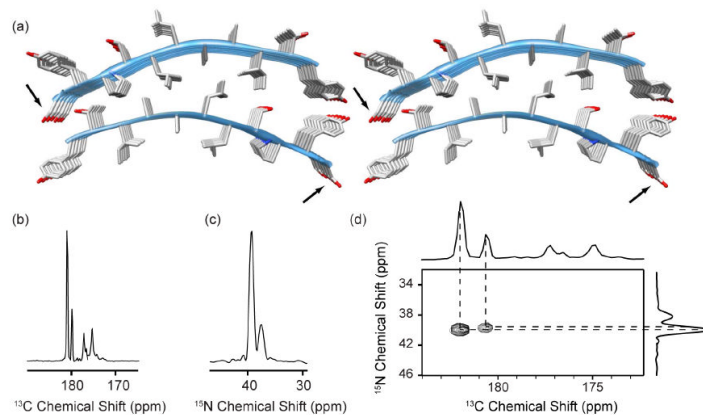 (a)
(b)
(c)
(d)
180 170
¹³C Chemical Shift (ppm)
40 30
¹⁵N Chemical Shift (ppm)
¹⁵N Chemical Shift (ppm)
34
38
42
46
180 175
¹³C Chemical Shift (ppm)